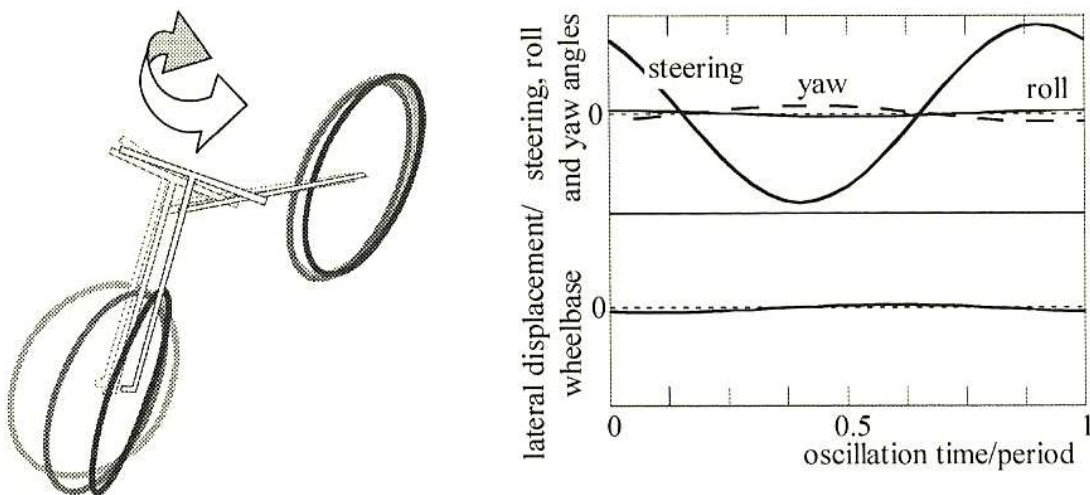 lateral displacement/ steering, roll
wheelbase and yaw angles
steering
yaw
roll
0
0
0 0.5 1
oscillation time/period